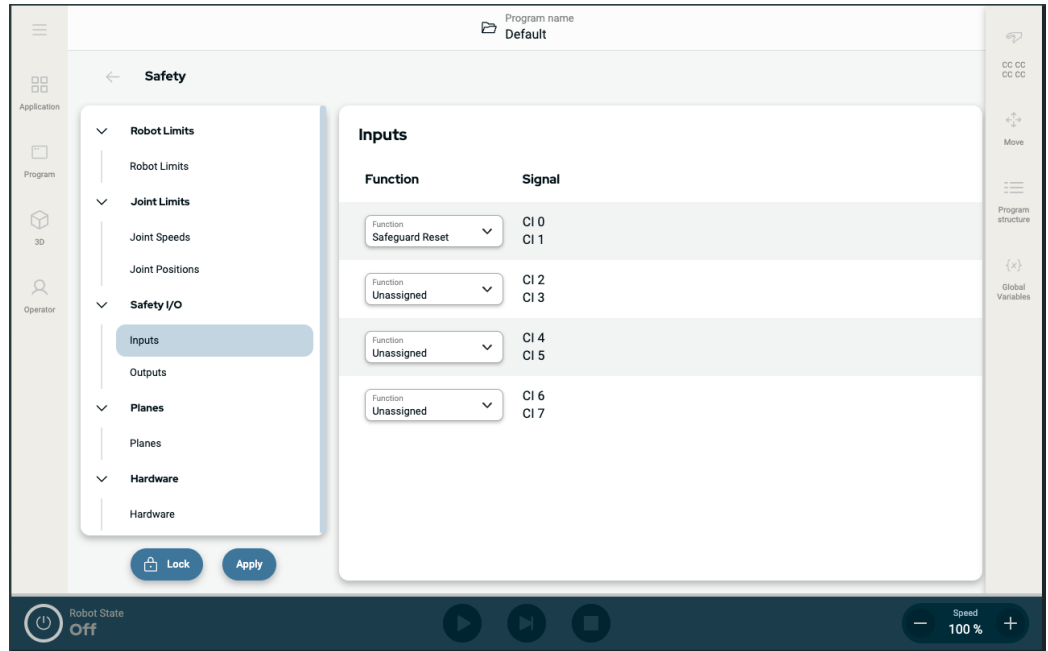 Program name
Default
Application
Program
3D
Operator
Safety
Robot Limits
Robot Limits
Joint Limits
Joint Speeds
Joint Positions
Safety I/O
Inputs
Outputs
Planes
Planes
Hardware
Hardware
Lock
Apply
Inputs
Function
Signal
Function
Safeguard Reset
CI 0
CI 1
Function
Unassigned
CI 2
CI 3
Function
Unassigned
CI 4
CI 5
Function
Unassigned
CI 6
CI 7
CC CC
CC CC
Move
Program
structure
{x}
Global
Variables
Robot State
Off
Speed
100 %